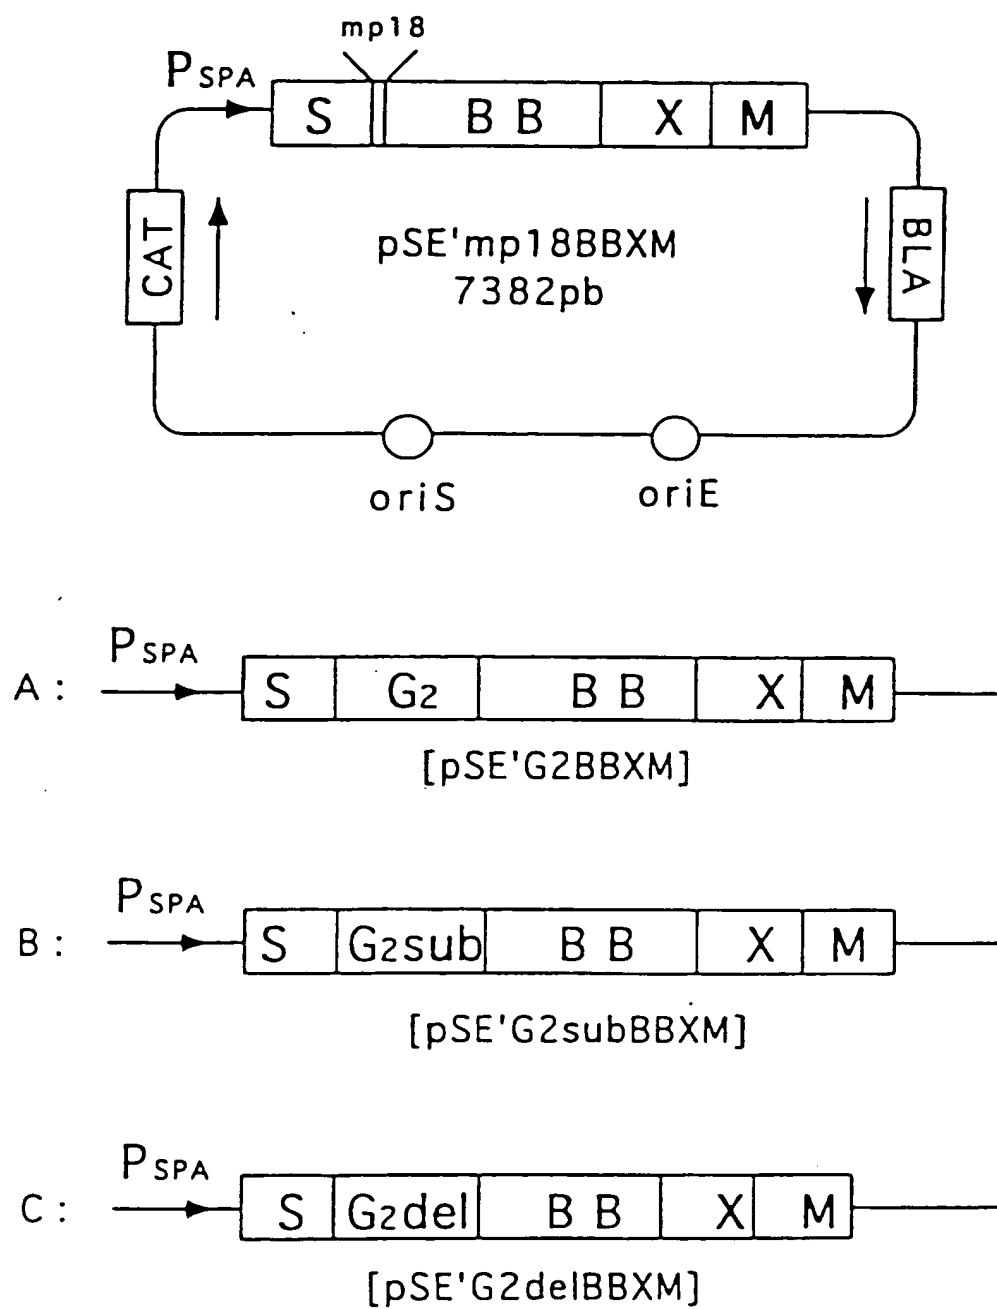 mp18
PSPA
S BB X M
CAT
pSE'mp18BBXM
7382pb
BLA
oriS
oriE
PSPA
A: S G2 BB X M
[pSE'G2BBXM]
PSPA
B: S G2sub BB X M
[pSE'G2subBBXM]
PSPA
C: S G2del BB X M
[pSE'G2delBBXM]